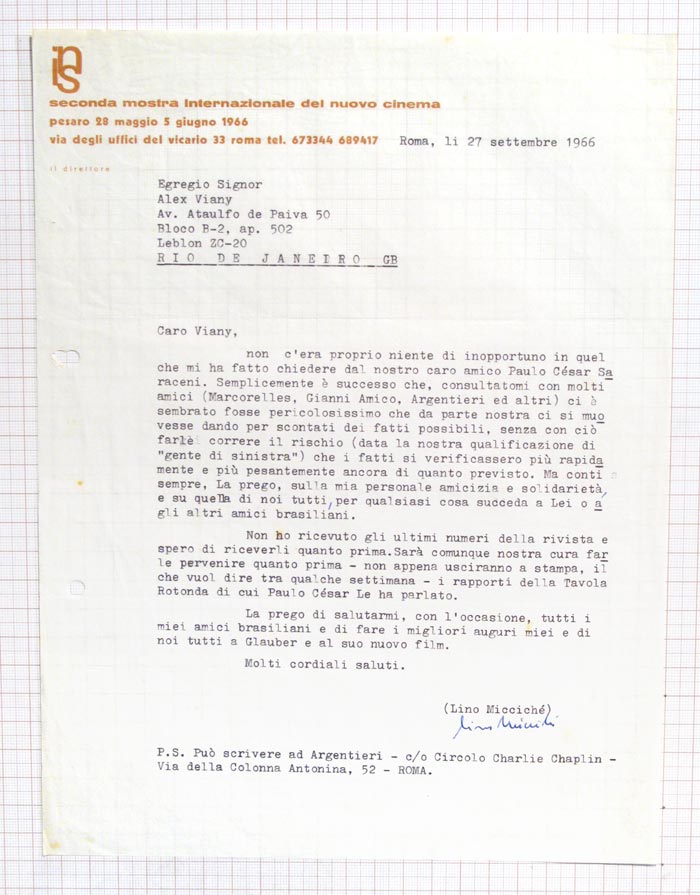 nis
seconda mostra internazionale del nuovo cinema
pesaro 28 maggio 5 giugno 1966
via degli uffici del vicario 33 roma tel. 673344 689417 Roma, li 27 settembre 1966
il direttore
Egregio Signor
Alex Viany
Av. Ataulfo de Paiva 50
Bloco B-2, ap. 502
Leblon ZC-20
RIO DE JANEIRO GB
Caro Viany,
non c'era proprio niente di inopportuno in quel
che mi ha fatto chiedere dal nostro caro amico Paulo César Sa
raceni. Semplicemente è successo che, consultatomi con molti
amici (Marcorelles, Gianni Amico, Argentieri ed altri) ci è
sembrato fosse pericolosissimo che da parte nostra ci si muo
vesse dando per scontati dei fatti possibili, senza con ciò
farle correre il rischio (data la nostra qualificazione di
"gente di sinistra") che i fatti si verificassero più rapida
mente e più pesantemente ancora di quanto previsto. Ma conti
sempre, La prego, sulla mia personale amicizia e solidarietà,
e su quella di noi tutti, per qualsiasi cosa succeda a Lei o a
gli altri amici brasiliani.
Non ho ricevuto gli ultimi numeri della rivista e
spero di riceverli quanto prima.Sarà comunque nostra cura far
le pervenire quanto prima - non appena usciranno a stampa, il
che vuol dire tra qualche settimana - i rapporti della Tavola
Rotonda di cui Paulo César Le ha parlato.
La prego di salutarmi, con l'occasione, tutti i
miei amici brasiliani e di fare i migliori auguri miei e di
noi tutti a Glauber e al suo nuovo film.
Molti cordiali saluti.
(Lino Micciché)
Lino Micciché
P.S. Può scrivere ad Argentieri - c/o Circolo Charlie Chaplin -
Via della Colonna Antonina, 52 - ROMA.